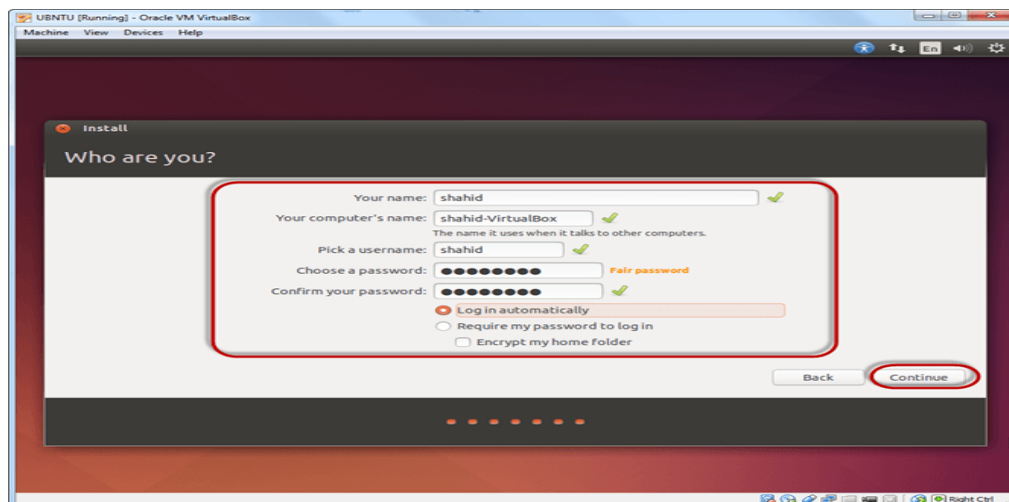 UBNTU [Running] - Oracle VM VirtualBox
Machine View Devices Help
En
Install
Who are you?
Your name: shahid
Your computer's name: shahid-VirtualBox
The name it uses when it talks to other computers.
Pick a username: shahid
Choose a password: ●●●●●●●● Fair password
Confirm your password: ●●●●●●●●
Log in automatically
Require my password to log in
Encrypt my home folder
Back Continue
Right Ctrl